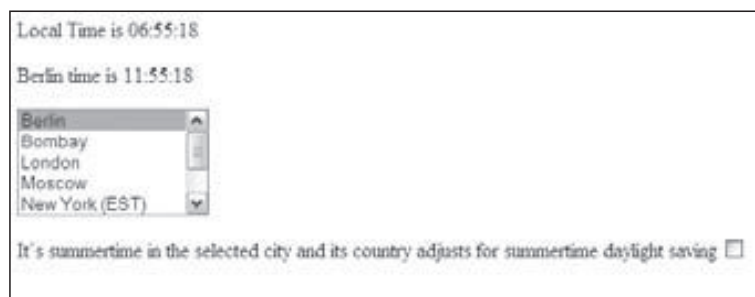 Local Time is 06:55:18
Berlin time is 11:55:18
Berlin
Bombay
London
Moscow
New York (EST)
It's summertime in the selected city and its country adjusts for summertime daylight saving